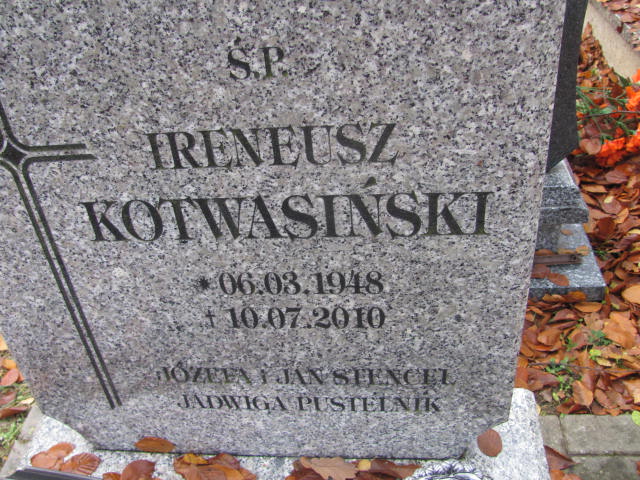 Ś.P.
IRENEUSZ
KOTWASIŃSKI
* 06.03.1948
† 10.07.2010
JÓZEFA i JAN STENCEL
JADWIGA PUSTELNIK